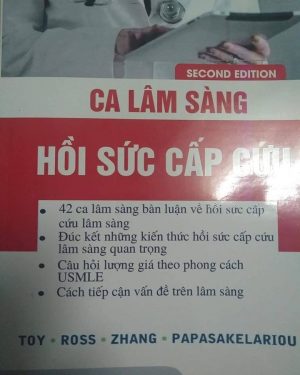 SECOND EDITION
CA LÂM SÀNG
HỒI SỨC CẤP CỨU
42 ca lâm sàng bàn luận về hồi sưc cấp
cứu lâm sàng
Đúc kết những kiến thức hồi sức cấp cứu
lâm sàng quan trọng
Câu hỏi lượng giá theo phong cách
USMLE
Cách tiếp cận vấn đề trên lâm sàng
TOY • ROSS • ZHANG • PAPASAKELARIOU